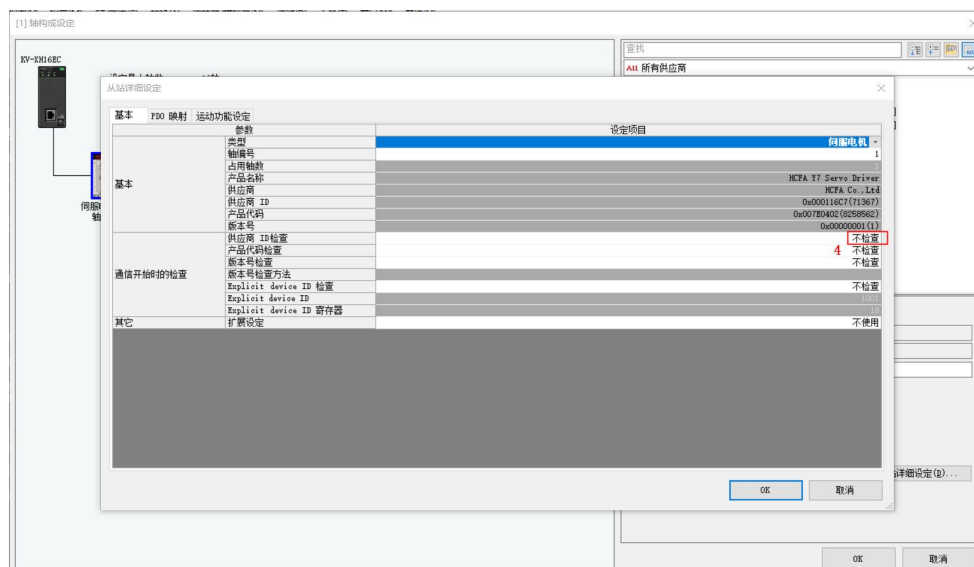 [1] 轴构成设定
KV-XH16EC
查找
All 所有供应商
从站详细设定
基本 PDO 映射 运动功能设定
参数 设定项目
基本
类型 伺服电机
轴编号 1
占用轴数 1
产品名称 HCFA Y7 Servo Driver
供应商 HCFA Co.,Ltd
供应商 ID 0x000116C7(71367)
产品代码 0x007E0402(8258562)
版本号 0x00000001(1)
通信开始时的检查
供应商 ID检查 不检查
产品代码检查 4 不检查
版本号检查 不检查
版本号检查方法
Explicit device ID 检查 不检查
Explicit device ID 1001
Explicit device ID 寄存器 10
其它 扩展设定 不使用
伺服
轴
详细设定(D)...
OK 取消
OK 取消